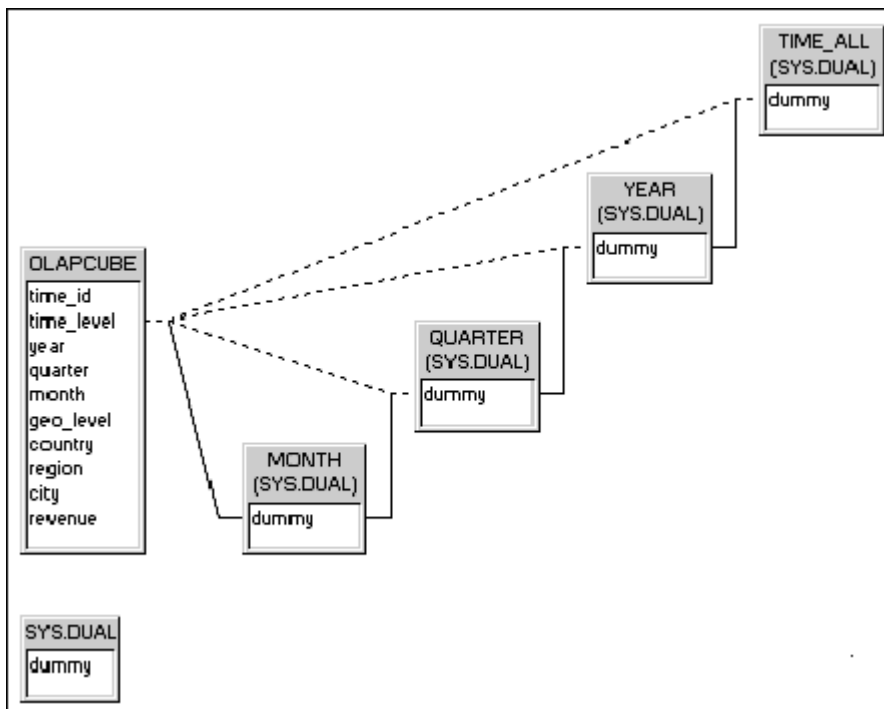 TIME_ALL
(SYS.DUAL)
dummy
YEAR
(SYS.DUAL)
dummy
OLAPCUBE
time_id
time_level
year
quarter
month
geo_level
country
region
city
revenue
QUARTER
(SYS.DUAL)
dummy
MONTH
(SYS.DUAL)
dummy
SYS.DUAL
dummy